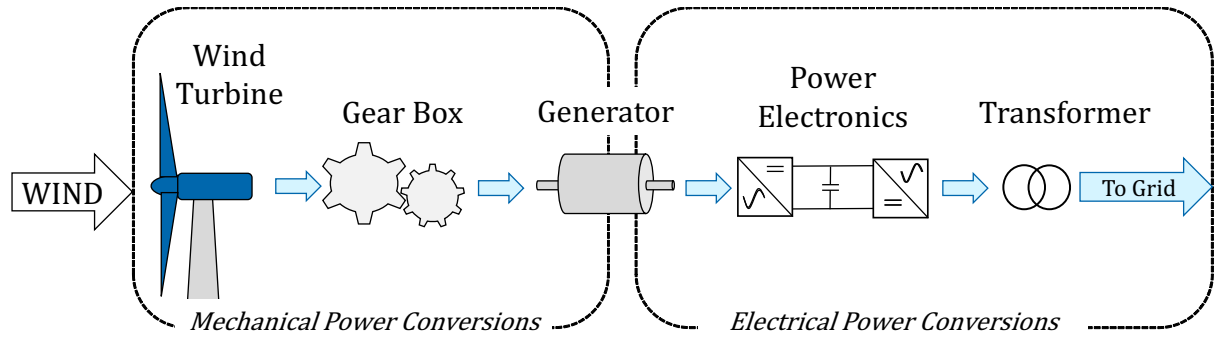 WIND
Wind
Turbine
Gear Box
Generator
Power
Electronics
Transformer
To Grid
Mechanical Power Conversions
Electrical Power Conversions